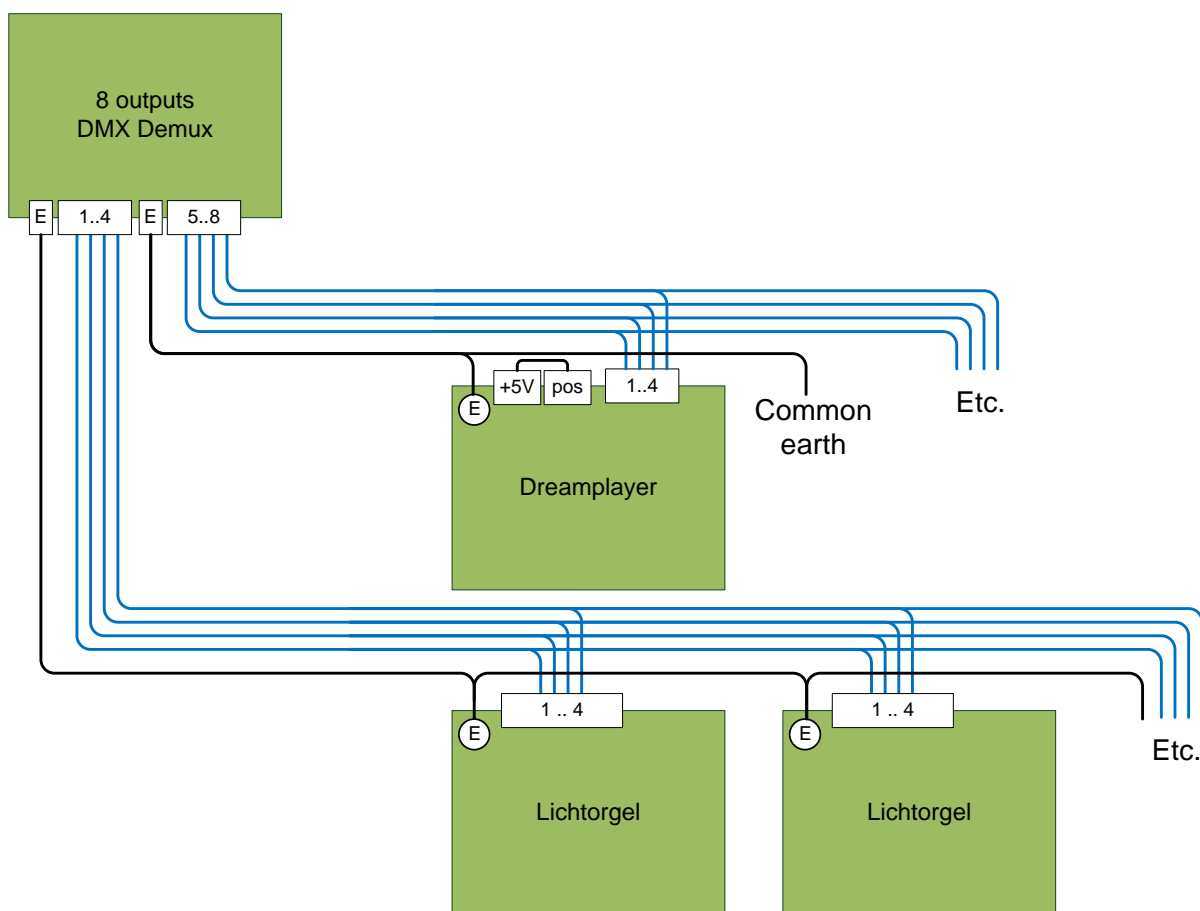 8 outputs
DMX Demux
E
1..4
E
5..8
+5V
pos
1..4
E
Common
earth
Etc.
Dreamplayer
1 .. 4
1 .. 4
E
E
Etc.
Lichtorgel
Lichtorgel